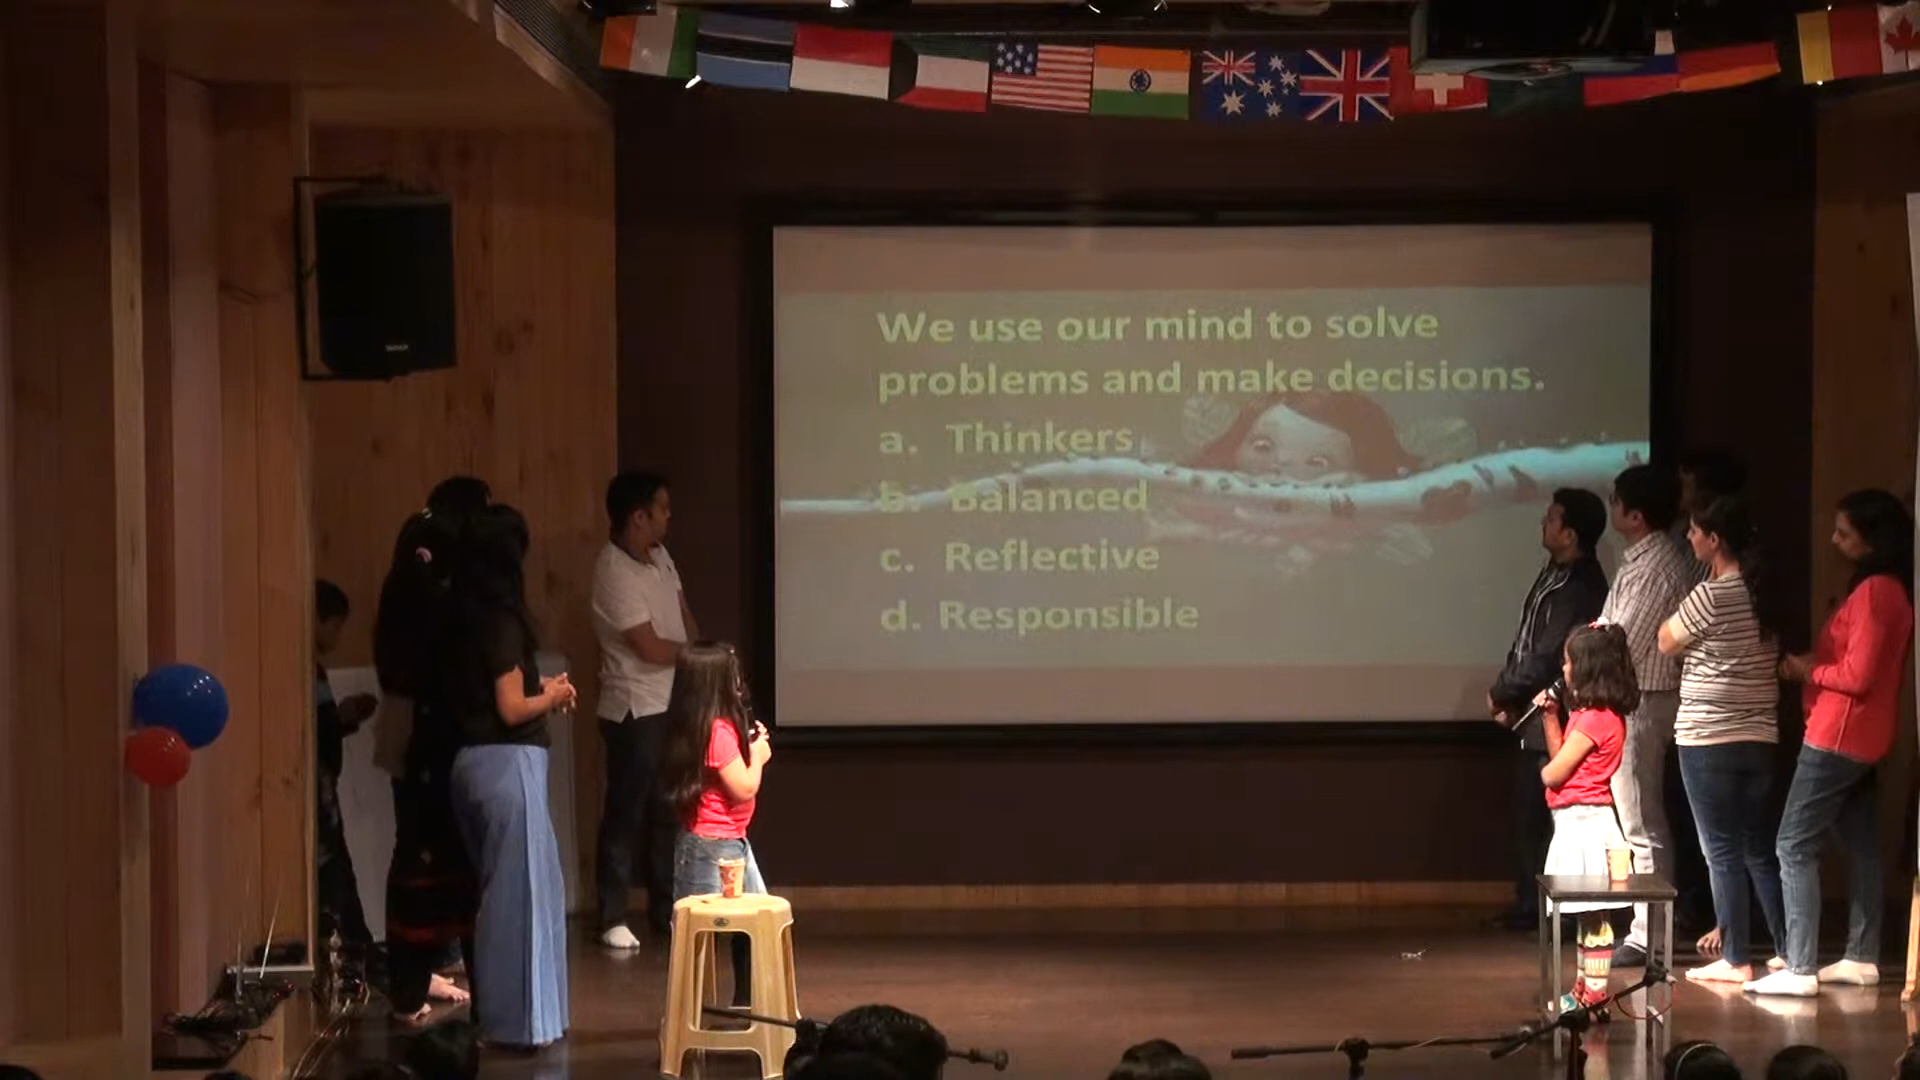 We use our mind to solve
problems and make decisions.
a. Thinkers
b. Balanced
c. Reflective
d. Responsible